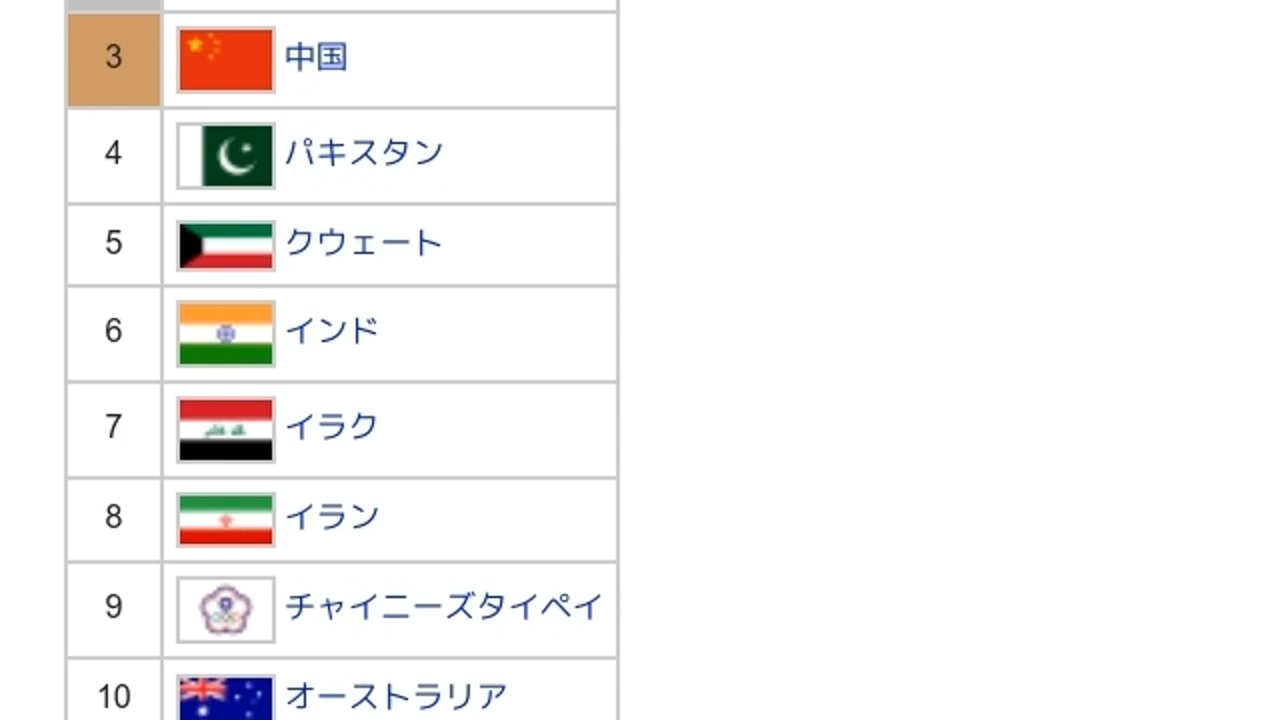 3 中国
4 パキスタン
5 クウェート
6 インド
7 イラク
8 イラン
9 チャイニーズタイペイ
10 オーストラリア